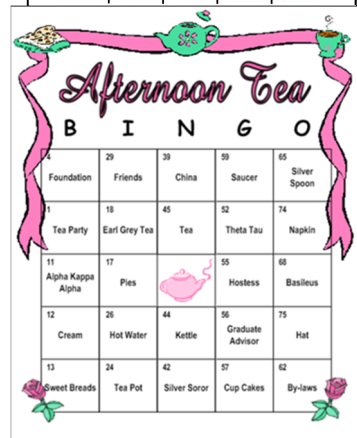 Afternoon Tea
B I N G O
4 29 39 59 65
Foundation Friends China Saucer Silver Spoon
1 18 45 52 74
Tea Party Earl Grey Tea Tea Theta Tau Napkin
11 17 55 68
Alpha Kappa Alpha Pies Hostess Basileus
12 26 44 56 75
Cream Hot Water Kettle Graduate Advisor Hat
13 24 42 57 62
Sweet Breads Tea Pot Silver Soror Cup Cakes By-laws